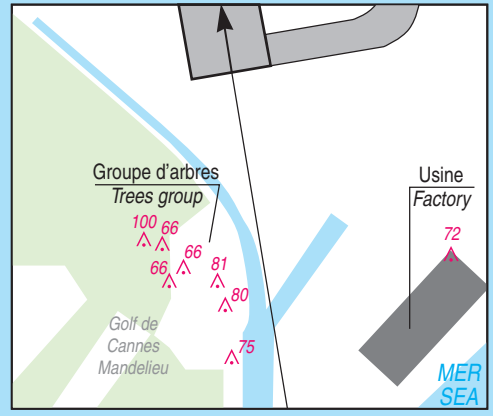 Groupe d'arbres
Trees group
Usine
Factory
100
66
66
66
81
80
75
72
Golf de
Cannes
Mandelieu
MER
SEA